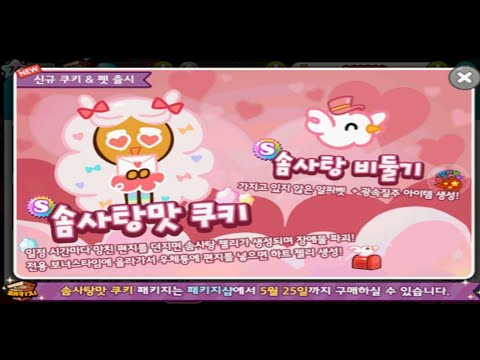 NEW
신규 쿠키 & 펫 출시
S
솜사탕 비둘기
가지고 있지 않은 알파벳 + 광속질주 아이템 생성!
S
솜사탕맛 쿠키
일정 시간마다 망친 편지를 던지면 솜사탕 젤리가 생성되며 장애물 파괴!
전용 보너스타임에 올라가서 우체통에 편지를 넣으면 하트 젤리 생성!
패키지
솜사탕맛 쿠키 패키지는 패키지샵에서 5월 25일까지 구매하실 수 있습니다.